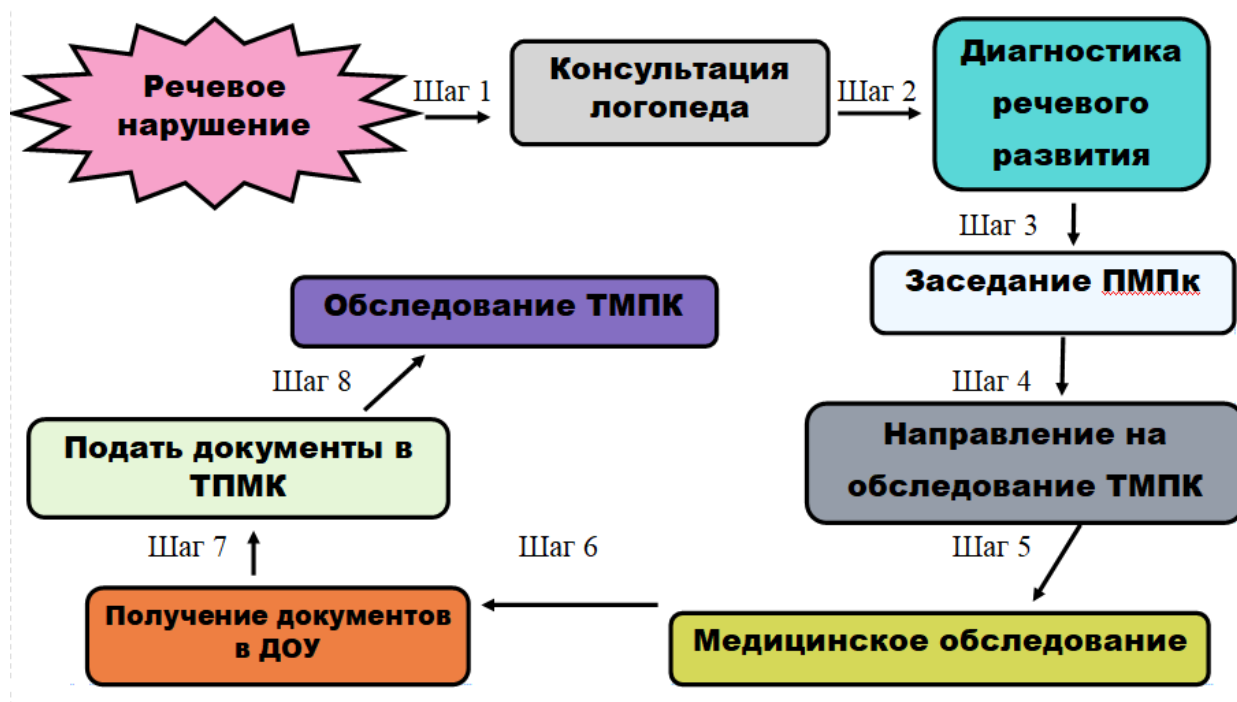 Речевое
нарушение
Шаг 1
Консультация
логопеда
Шаг 2
Диагностика
речевого
развития
Шаг 3
Заседание ПМПк
Шаг 4
Направление на
обследование ТМПК
Шаг 5
Медицинское обследование
Шаг 6
Получение документов
в ДОУ
Шаг 7
Подать документы в
ТПМК
Шаг 8
Обследование ТМПК